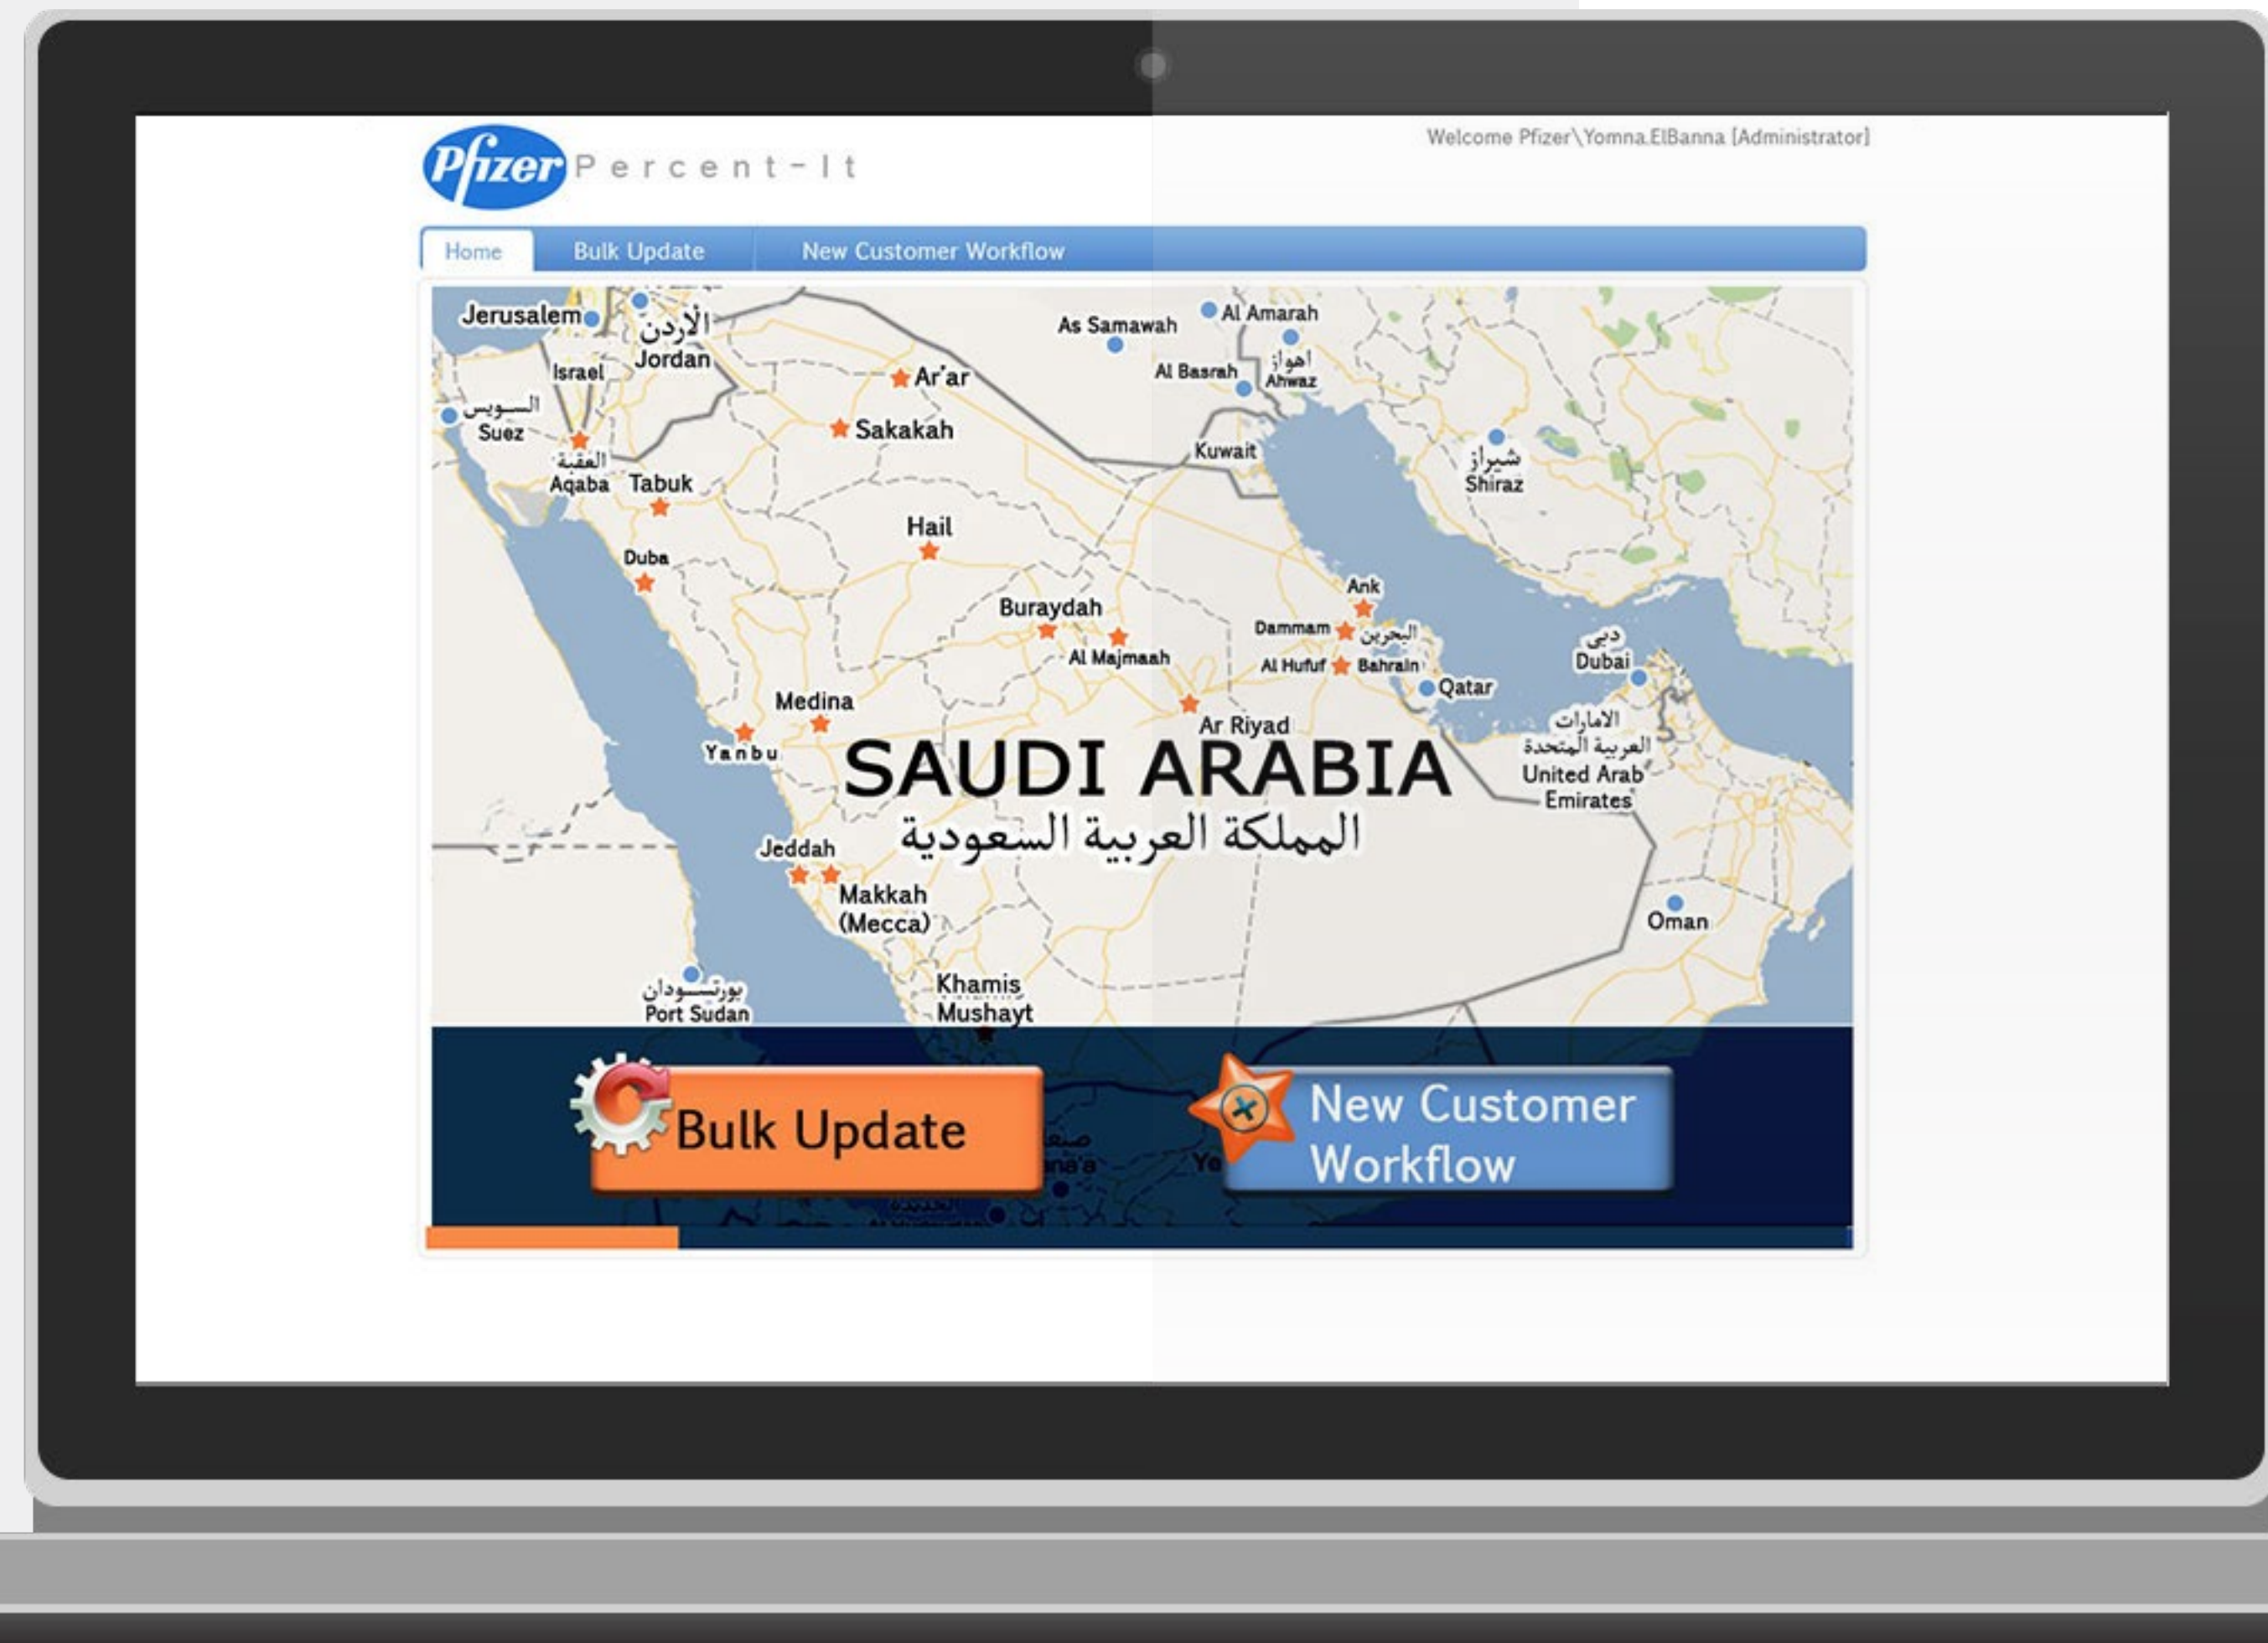 Pfizer Percent-It
Welcome Pfizer\Yomna.ElBanna [Administrator]
Home
Bulk Update
New Customer Workflow
Jerusalem
الأردن
Jordan
Israel
As Samawah
Al Amarah
Al Basrah
اهواز
Ahwaz
Ar'ar
Sakakah
السويس
Suez
العقبة
Aqaba
Tabuk
Kuwait
شیراز
Shiraz
Hail
Duba
Buraydah
Al Majmaah
Ank
Dammam
البحرين
Al Hufuf
Bahrain
Qatar
دبي
Dubai
Medina
Yanbu
Ar Riyad
الامارات
العربية المتحدة
United Arab
Emirates
SAUDI ARABIA
المملكة العربية السعودية
Jeddah
Makkah
(Mecca)
Oman
Khamis
Mushayt
بورتسودان
Port Sudan
Bulk Update
New Customer
Workflow
صنعاء
الحديدة